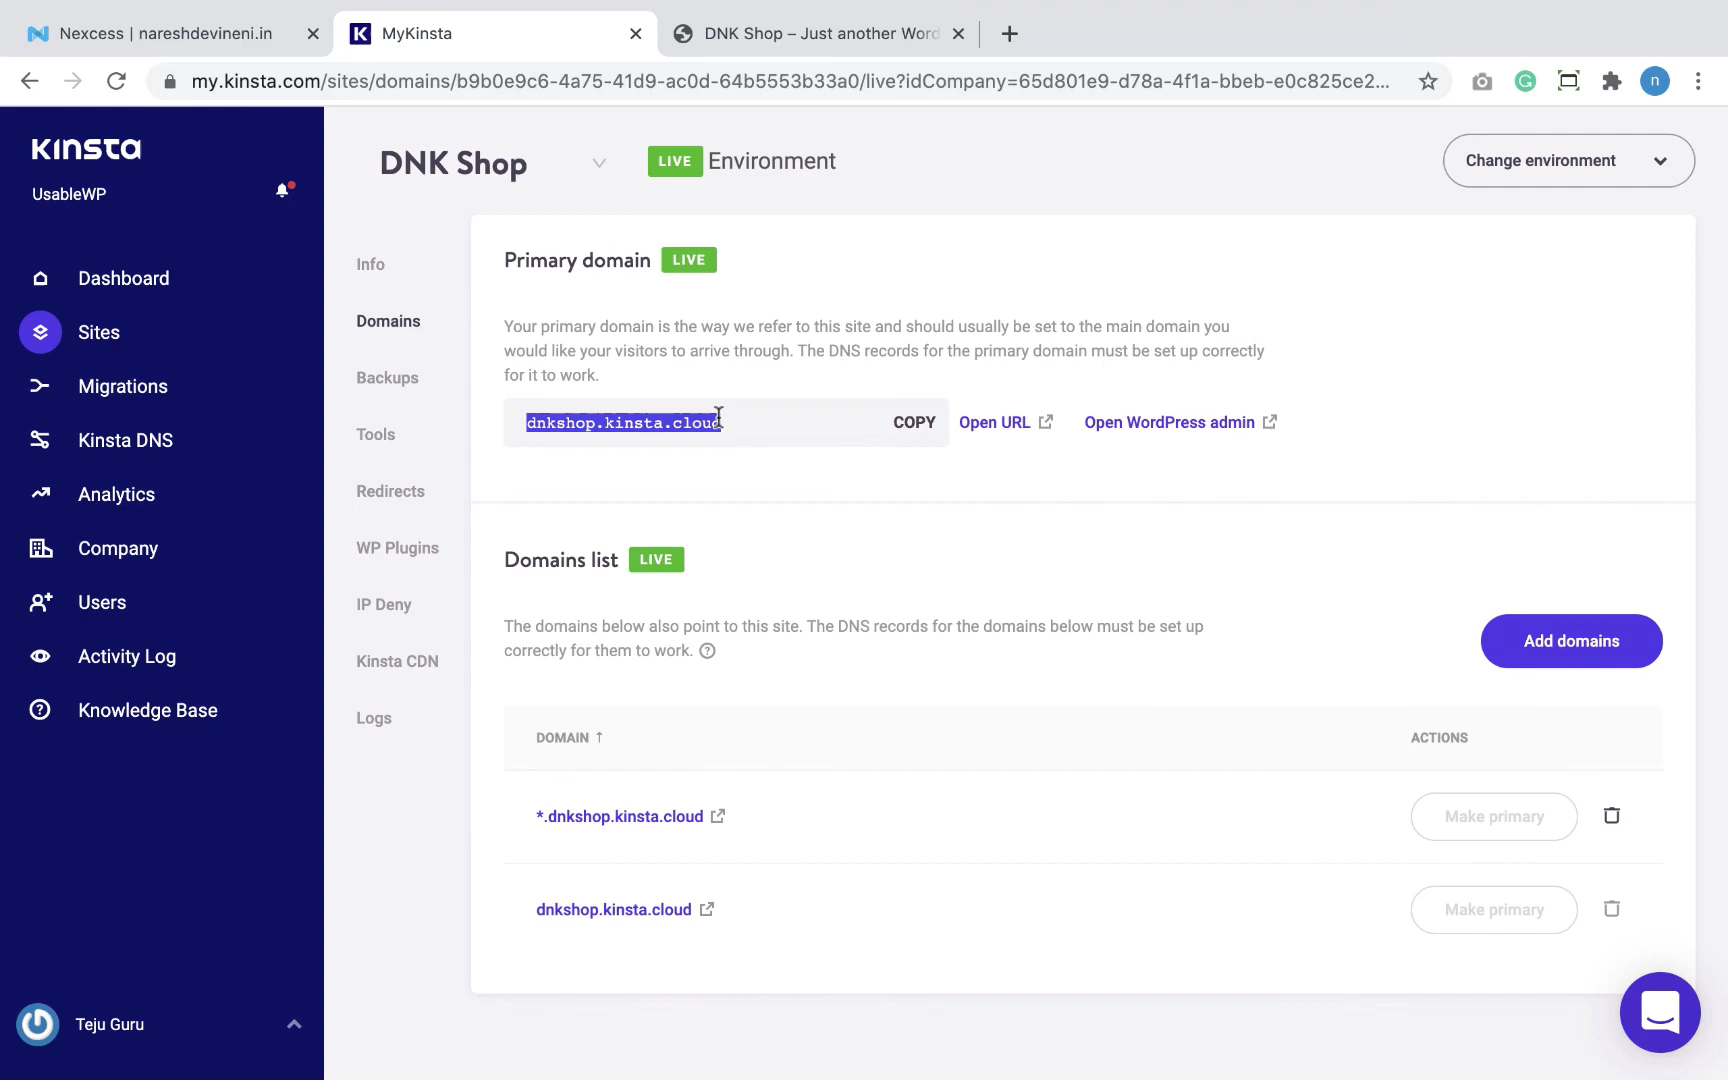 Nexcess | nareshdevineni.in
MyKinsta
DNK Shop – Just another Word
my.kinsta.com/sites/domains/b9b0e9c6-4a75-41d9-ac0d-64b5553b33a0/live?idCompany=65d801e9-d78a-4f1a-bbeb-e0c825ce2...
n
KINSTA
UsableWP
Dashboard
Sites
Migrations
Kinsta DNS
Analytics
Company
Users
Activity Log
Knowledge Base
Teju Guru
DNK Shop
LIVE Environment
Change environment
Info
Domains
Backups
Tools
Redirects
WP Plugins
IP Deny
Kinsta CDN
Logs
Primary domain LIVE
Your primary domain is the way we refer to this site and should usually be set to the main domain you
would like your visitors to arrive through. The DNS records for the primary domain must be set up correctly
for it to work.
dnkshop.kinsta.cloud COPY Open URL Open WordPress admin
Domains list LIVE
The domains below also point to this site. The DNS records for the domains below must be set up
correctly for them to work.
Add domains
DOMAIN ↑ ACTIONS
*.dnkshop.kinsta.cloud Make primary
dnkshop.kinsta.cloud Make primary